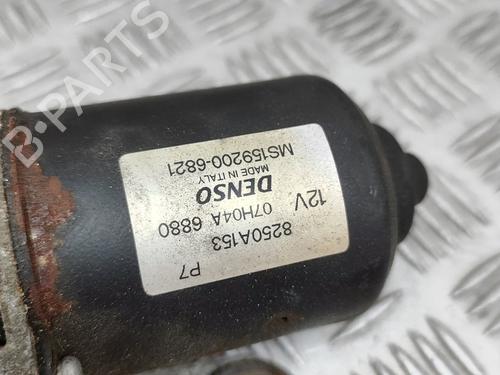 P7
8250A153
12V 07H04A 6880
DENSO
MADE IN ITALY
MS159200-6821
B-Parts